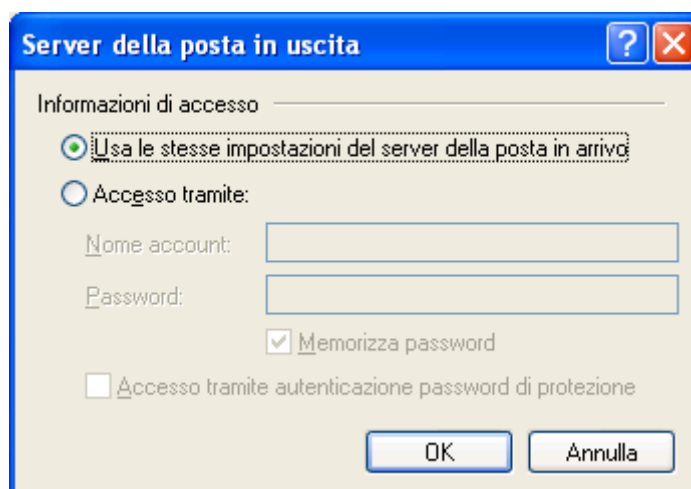 Server della posta in uscita
Informazioni di accesso
Usa le stesse impostazioni del server della posta in arrivo
Accesso tramite:
Nome account:
Password:
Memorizza password
Accesso tramite autenticazione password di protezione
OK Annulla